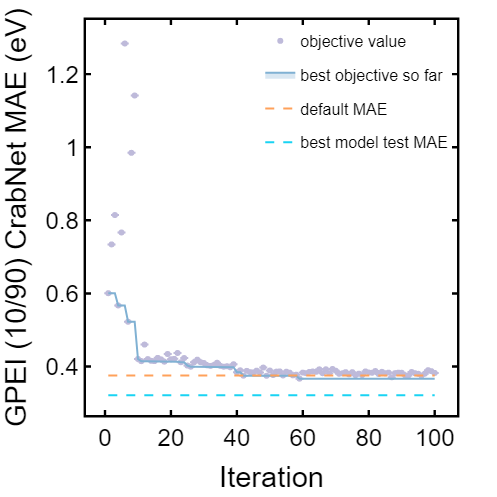 GPEI (10/90) CrabNet MAE (eV)
objective value
best objective so far
default MAE
best model test MAE
1.2
1
0.8
0.6
0.4
0 20 40 60 80 100
Iteration